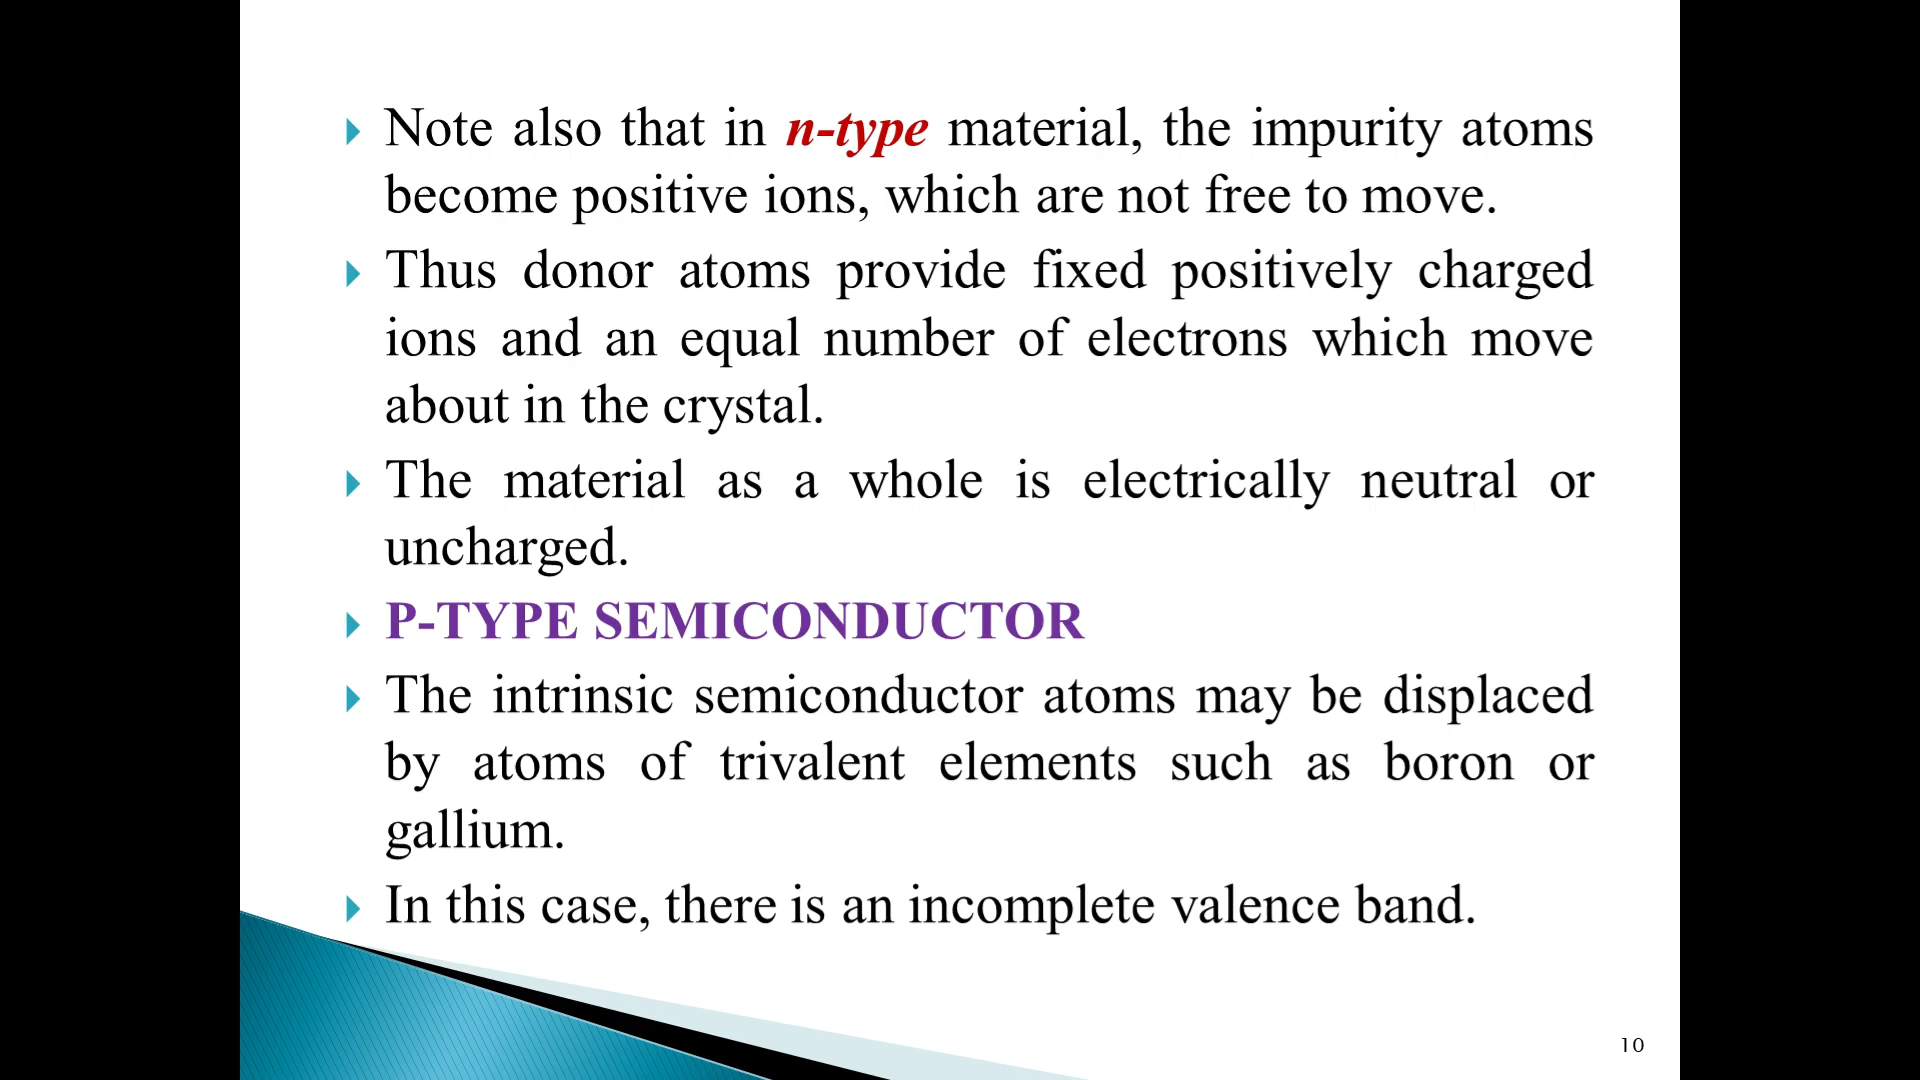 Note also that in n-type material, the impurity atoms
become positive ions, which are not free to move.
Thus donor atoms provide fixed positively charged
ions and an equal number of electrons which move
about in the crystal.
The material as a whole is electrically neutral or
uncharged.
P-TYPE SEMICONDUCTOR
The intrinsic semiconductor atoms may be displaced
by atoms of trivalent elements such as boron or
gallium.
In this case, there is an incomplete valence band.
10